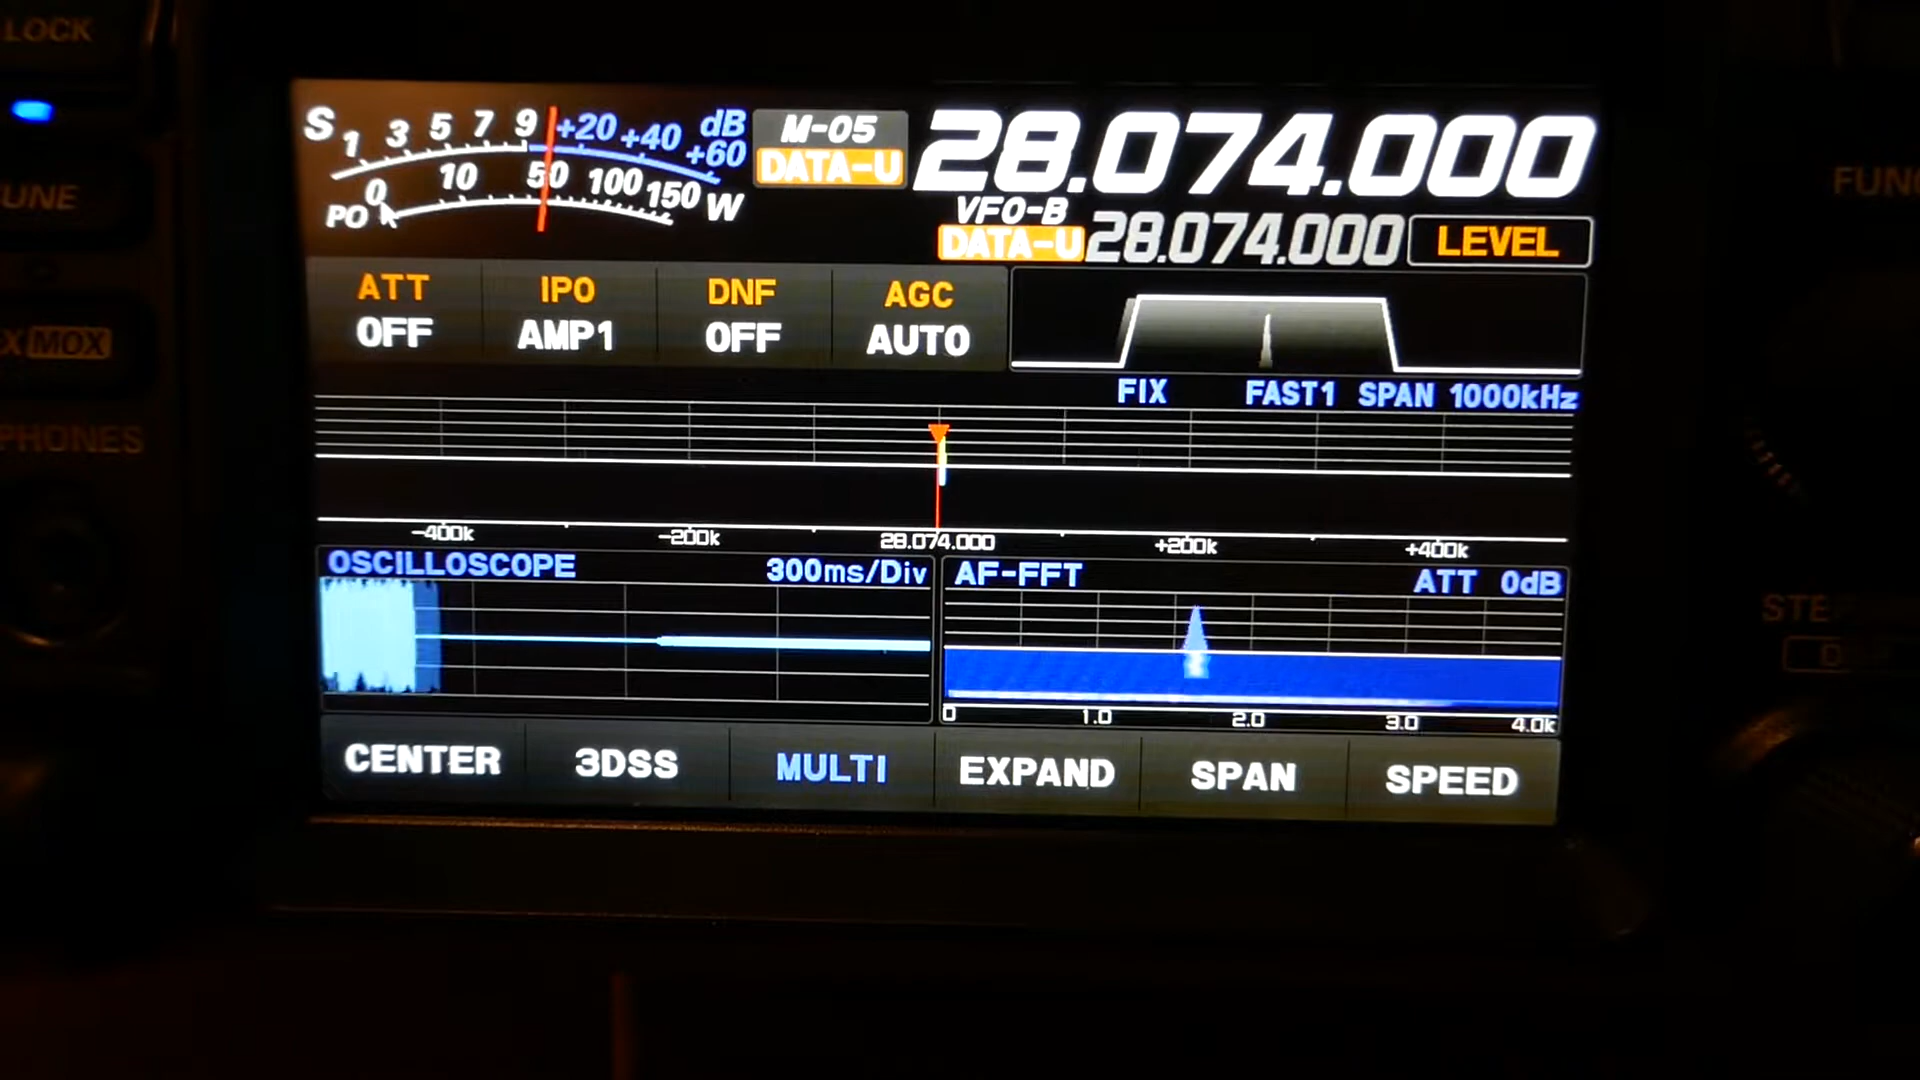 LOCK
S 1 3 5 7 9 +20 +40 +60 dB
PO 0 10 50 100 150 W
M-05
DATA-U
28.074.000
VFO-B
DATA-U
28.074.000
LEVEL
ATT IPO DNF AGC
OFF AMP1 OFF AUTO
MOX
PHONES
FIX FAST1 SPAN 1000kHz
-400k -200k 28.074.000 +200k +400k
OSCILLOSCOPE 300ms/Div
AF-FFT ATT 0dB
0 1.0 2.0 3.0 4.0k
CENTER 3DSS MULTI EXPAND SPAN SPEED